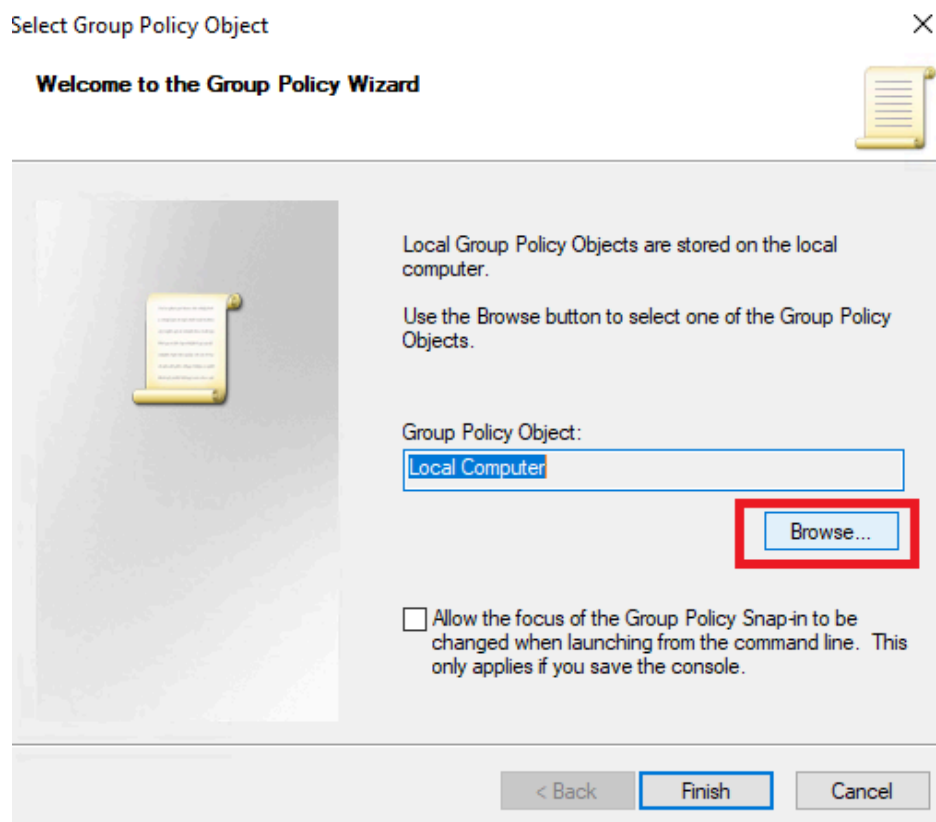 Select Group Policy Object
Welcome to the Group Policy Wizard
Local Group Policy Objects are stored on the local
computer.
Use the Browse button to select one of the Group Policy
Objects.
Group Policy Object:
Local Computer
Browse...
Allow the focus of the Group Policy Snap-in to be
changed when launching from the command line. This
only applies if you save the console.
< Back Finish Cancel